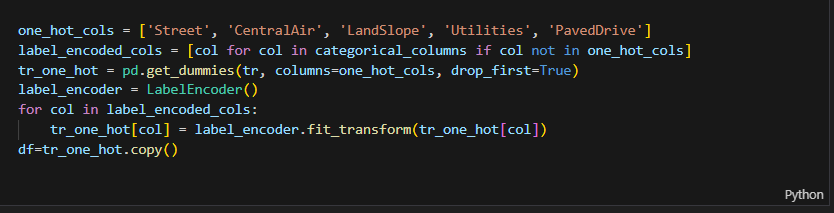 one_hot_cols = ['Street', 'CentralAir', 'LandSlope', 'Utilities', 'PavedDrive']
label_encoded_cols = [col for col in categorical_columns if col not in one_hot_cols]
tr_one_hot = pd.get_dummies(tr, columns=one_hot_cols, drop_first=True)
label_encoder = LabelEncoder()
for col in label_encoded_cols:
    tr_one_hot[col] = label_encoder.fit_transform(tr_one_hot[col])
df=tr_one_hot.copy()
Python